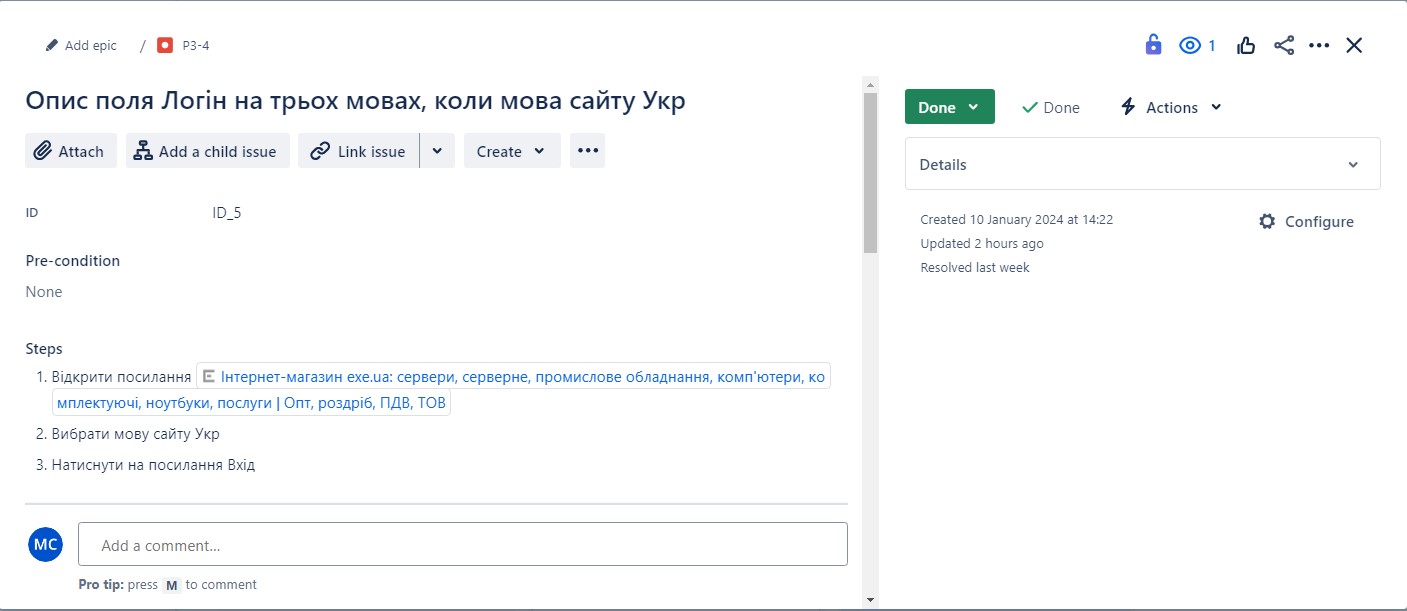 Add epic / P3-4
1
Опис поля Логін на трьох мовах, коли мова сайту Укр
Attach Add a child issue Link issue Create
ID ID_5
Pre-condition
None
Steps
1. Відкрити посилання Інтернет-магазин exe.ua: сервери, серверне, промислове обладнання, комп'ютери, ко
мплектуючі, ноутбуки, послуги | Опт, роздріб, ПДВ, ТОВ
2. Вибрати мову сайту Укр
3. Натиснути на посилання Вхід
MC Add a comment...
Pro tip: press M to comment
Done Done Actions
Details
Created 10 January 2024 at 14:22 Configure
Updated 2 hours ago
Resolved last week